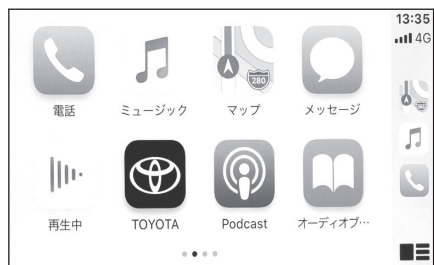 13:35
4G
電話
ミュージック
マップ
メッセージ
280
再生中
TOYOTA
Podcast
オーディオブ…